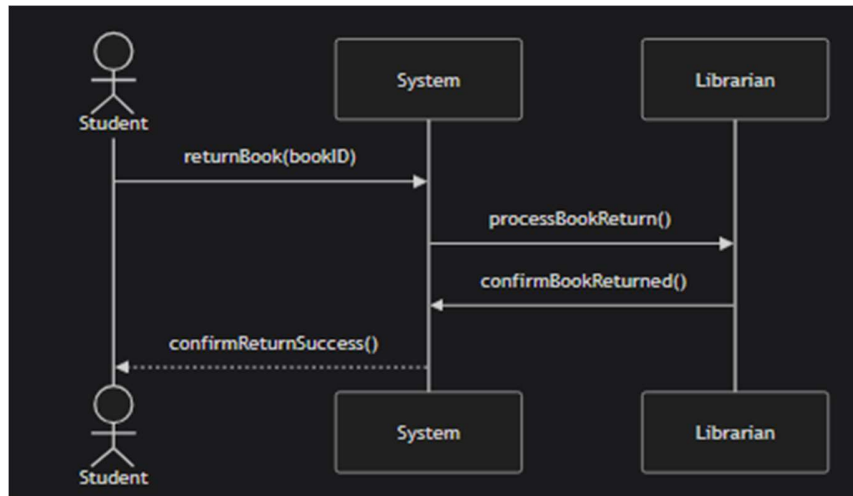 System
Librarian
Student
returnBook(bookID)
processBookReturn()
confirmBookReturned()
confirmReturnSuccess()
System
Librarian
Student